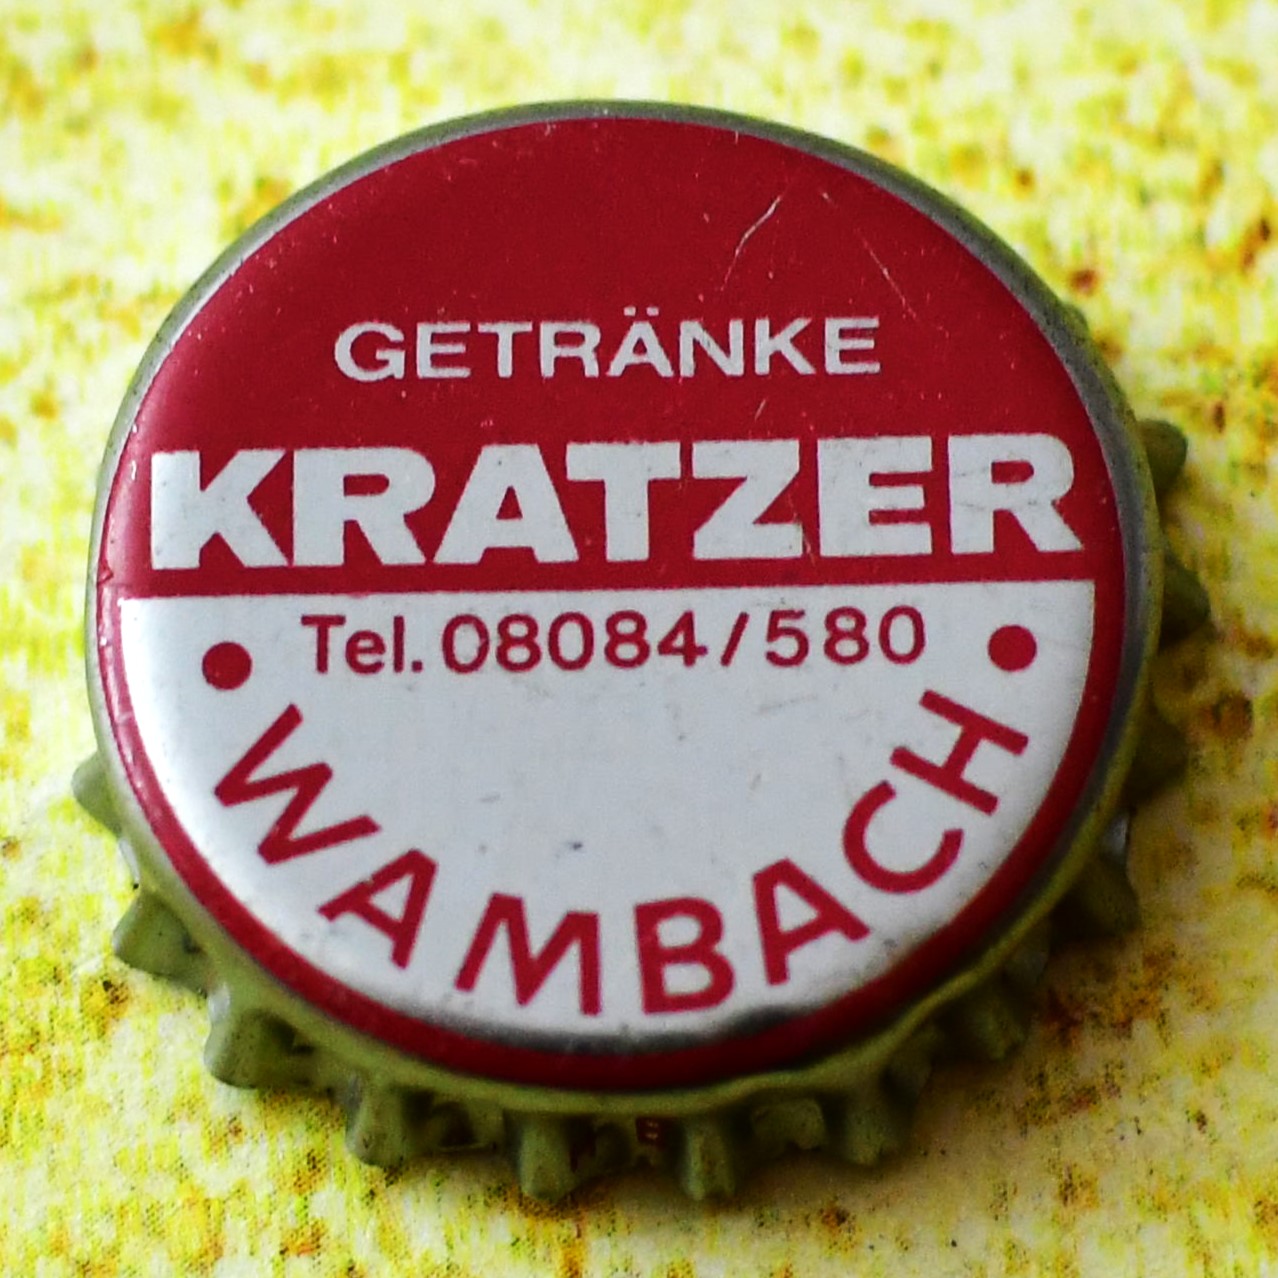 GETRÄNKE
KRATZER
Tel. 08084/580
• WAMBACH •